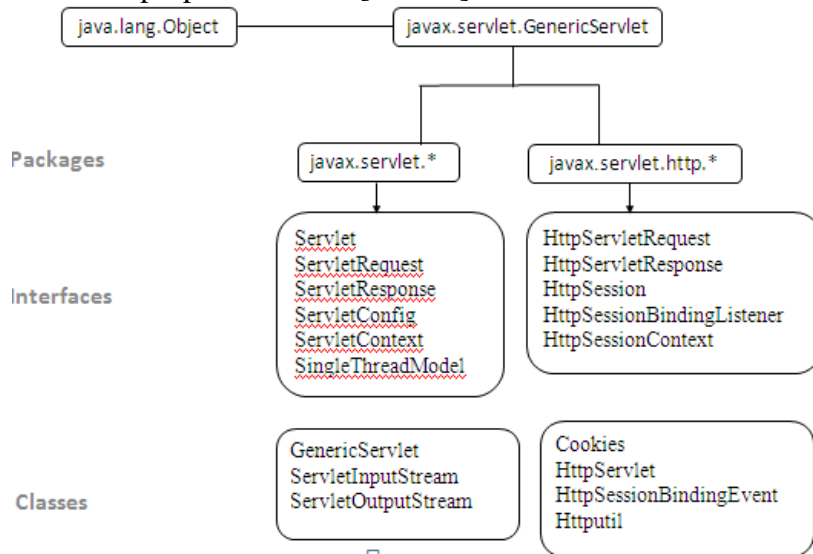 java.lang.Object
javax.servlet.GenericServlet
Packages
javax.servlet.*
javax.servlet.http.*
Interfaces
Servlet
ServletRequest
ServletResponse
ServletConfig
ServletContext
SingleThreadModel
HttpServletRequest
HttpServletResponse
HttpSession
HttpSessionBindingListener
HttpSessionContext
Classes
GenericServlet
ServletInputStream
ServletOutputStream
Cookies
HttpServlet
HttpSessionBindingEvent
Httputil